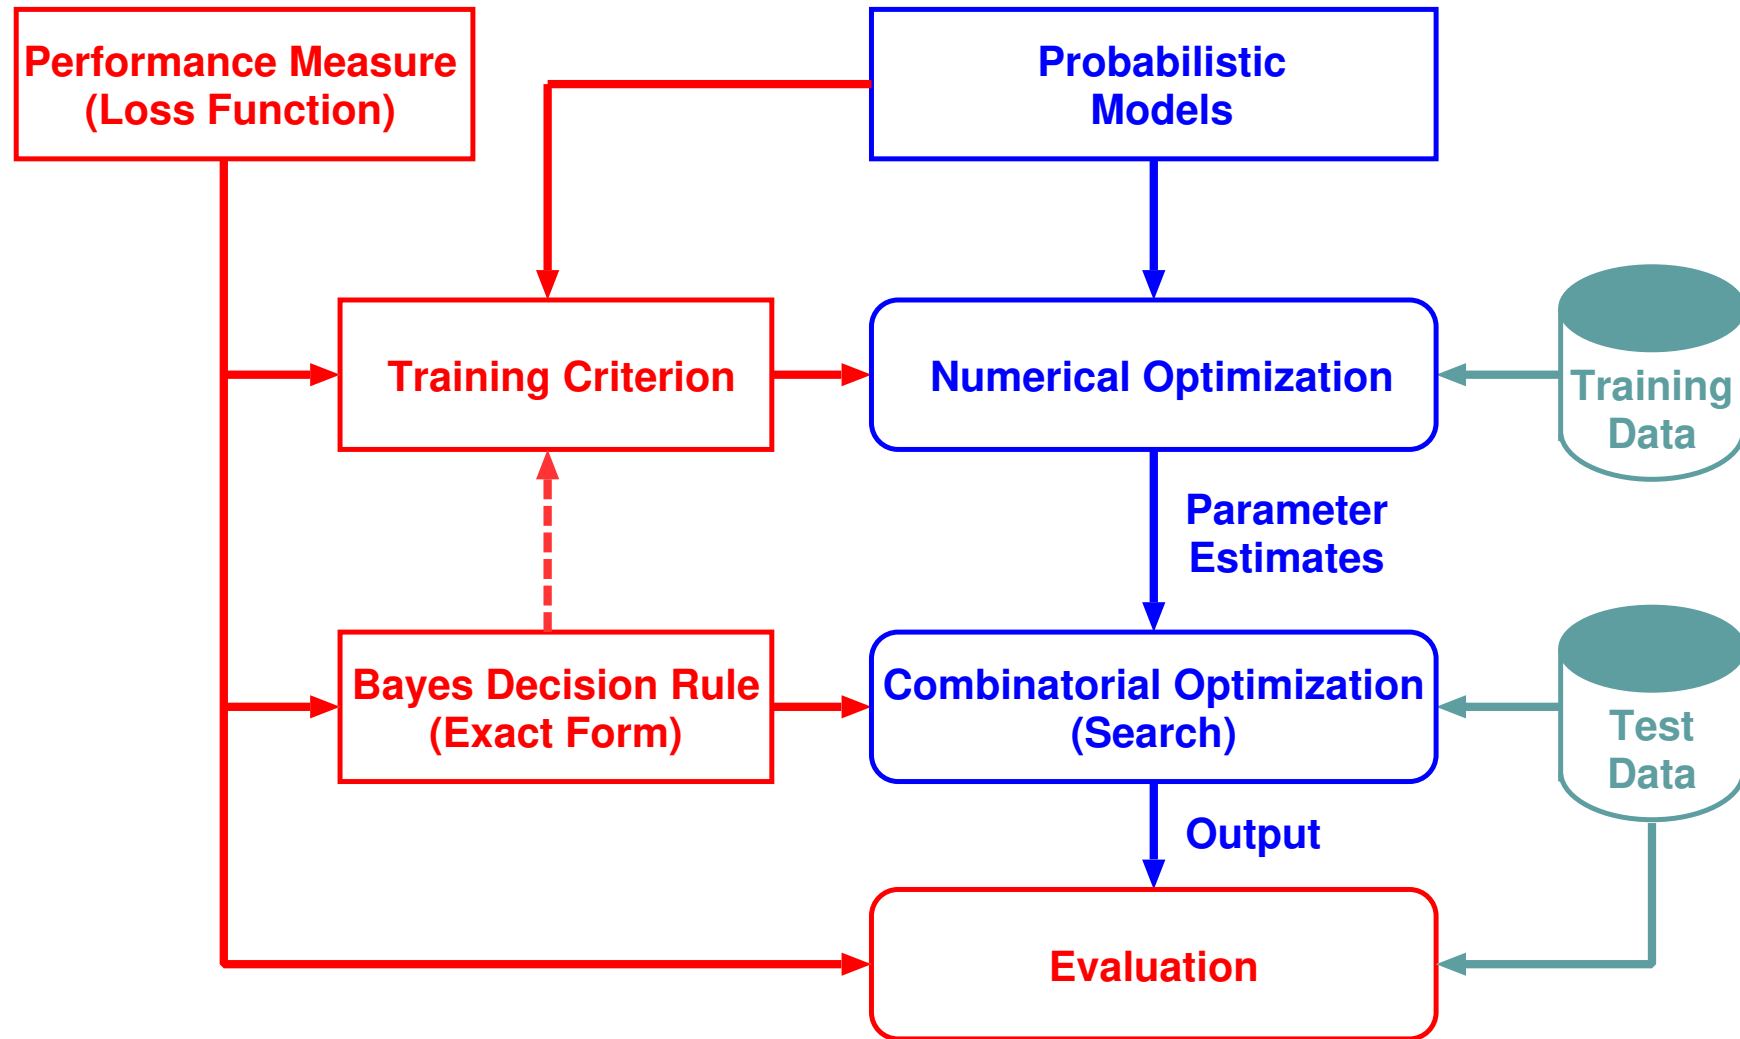 Performance Measure
(Loss Function)
Probabilistic
Models
Training Criterion
Numerical Optimization
Training
Data
Parameter
Estimates
Bayes Decision Rule
(Exact Form)
Combinatorial Optimization
(Search)
Test
Data
Output
Evaluation